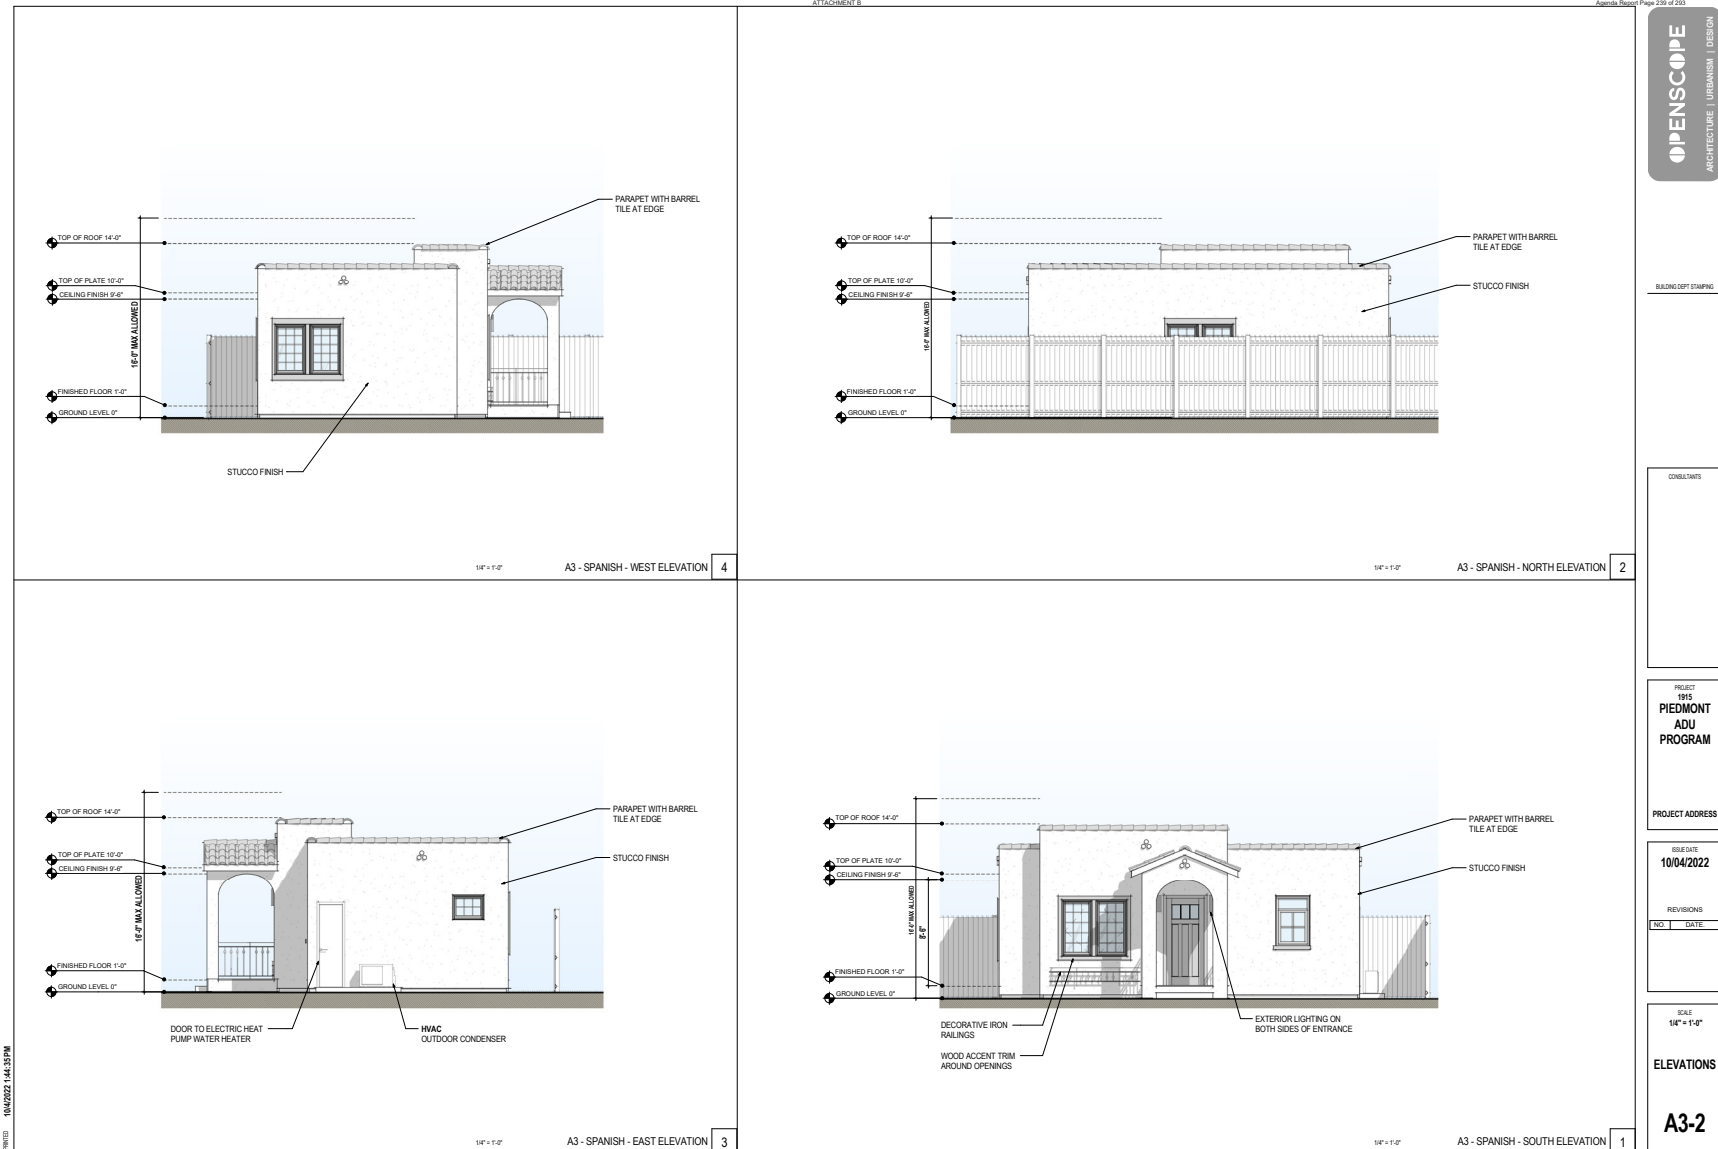 ATTACHMENT B
Agenda Report Page 239 of 293
PARAPET WITH BARREL
TILE AT EDGE
TOP OF ROOF 14'-0"
TOP OF PLATE 10'-0"
CEILING FINISH 9'-6"
16'-0" MAX ALLOWED
FINISHED FLOOR 1'-0"
GROUND LEVEL 0"
STUCCO FINISH
1/4" = 1'-0"
A3 - SPANISH - WEST ELEVATION
4
TOP OF ROOF 14'-0"
PARAPET WITH BARREL
TILE AT EDGE
TOP OF PLATE 10'-0"
CEILING FINISH 9'-6"
STUCCO FINISH
16'-0" MAX ALLOWED
FINISHED FLOOR 1'-0"
GROUND LEVEL 0"
1/4" = 1'-0"
A3 - SPANISH - NORTH ELEVATION
2
TOP OF ROOF 14'-0"
PARAPET WITH BARREL
TILE AT EDGE
TOP OF PLATE 10'-0"
CEILING FINISH 9'-6"
STUCCO FINISH
16'-0" MAX ALLOWED
FINISHED FLOOR 1'-0"
GROUND LEVEL 0"
DOOR TO ELECTRIC HEAT
PUMP WATER HEATER
HVAC
OUTDOOR CONDENSER
1/4" = 1'-0"
A3 - SPANISH - EAST ELEVATION
3
TOP OF ROOF 14'-0"
PARAPET WITH BARREL
TILE AT EDGE
TOP OF PLATE 10'-0"
CEILING FINISH 9'-6"
STUCCO FINISH
16'-0" MAX ALLOWED
8'-6"
FINISHED FLOOR 1'-0"
GROUND LEVEL 0"
DECORATIVE IRON
RAILINGS
WOOD ACCENT TRIM
AROUND OPENINGS
EXTERIOR LIGHTING ON
BOTH SIDES OF ENTRANCE
1/4" = 1'-0"
A3 - SPANISH - SOUTH ELEVATION
1
OPENSCOPE
ARCHITECTURE | URBANISM | DESIGN
BUILDING DEPT STAMPING
CONSULTANTS
PROJECT
1915
PIEDMONT
ADU
PROGRAM
PROJECT ADDRESS
ISSUE DATE
10/04/2022
REVISIONS
NO. DATE.
SCALE
1/4" = 1'-0"
ELEVATIONS
A3-2
PRINTED 10/4/2022 1:44:35 PM